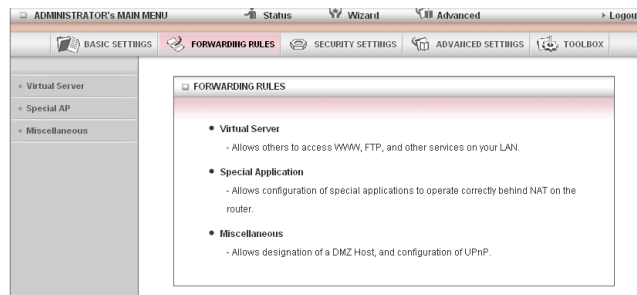 ADMINISTRATOR's MAIN MENU Status Wizard Advanced Logou
BASIC SETTINGS FORWARDING RULES SECURITY SETTINGS ADVANCED SETTINGS TOOLBOX
Virtual Server
Special AP
Miscellaneous
FORWARDING RULES
Virtual Server
- Allows others to access WWW, FTP, and other services on your LAN.
Special Application
- Allows configuration of special applications to operate correctly behind NAT on the
router.
Miscellaneous
- Allows designation of a DMZ Host, and configuration of UPnP.